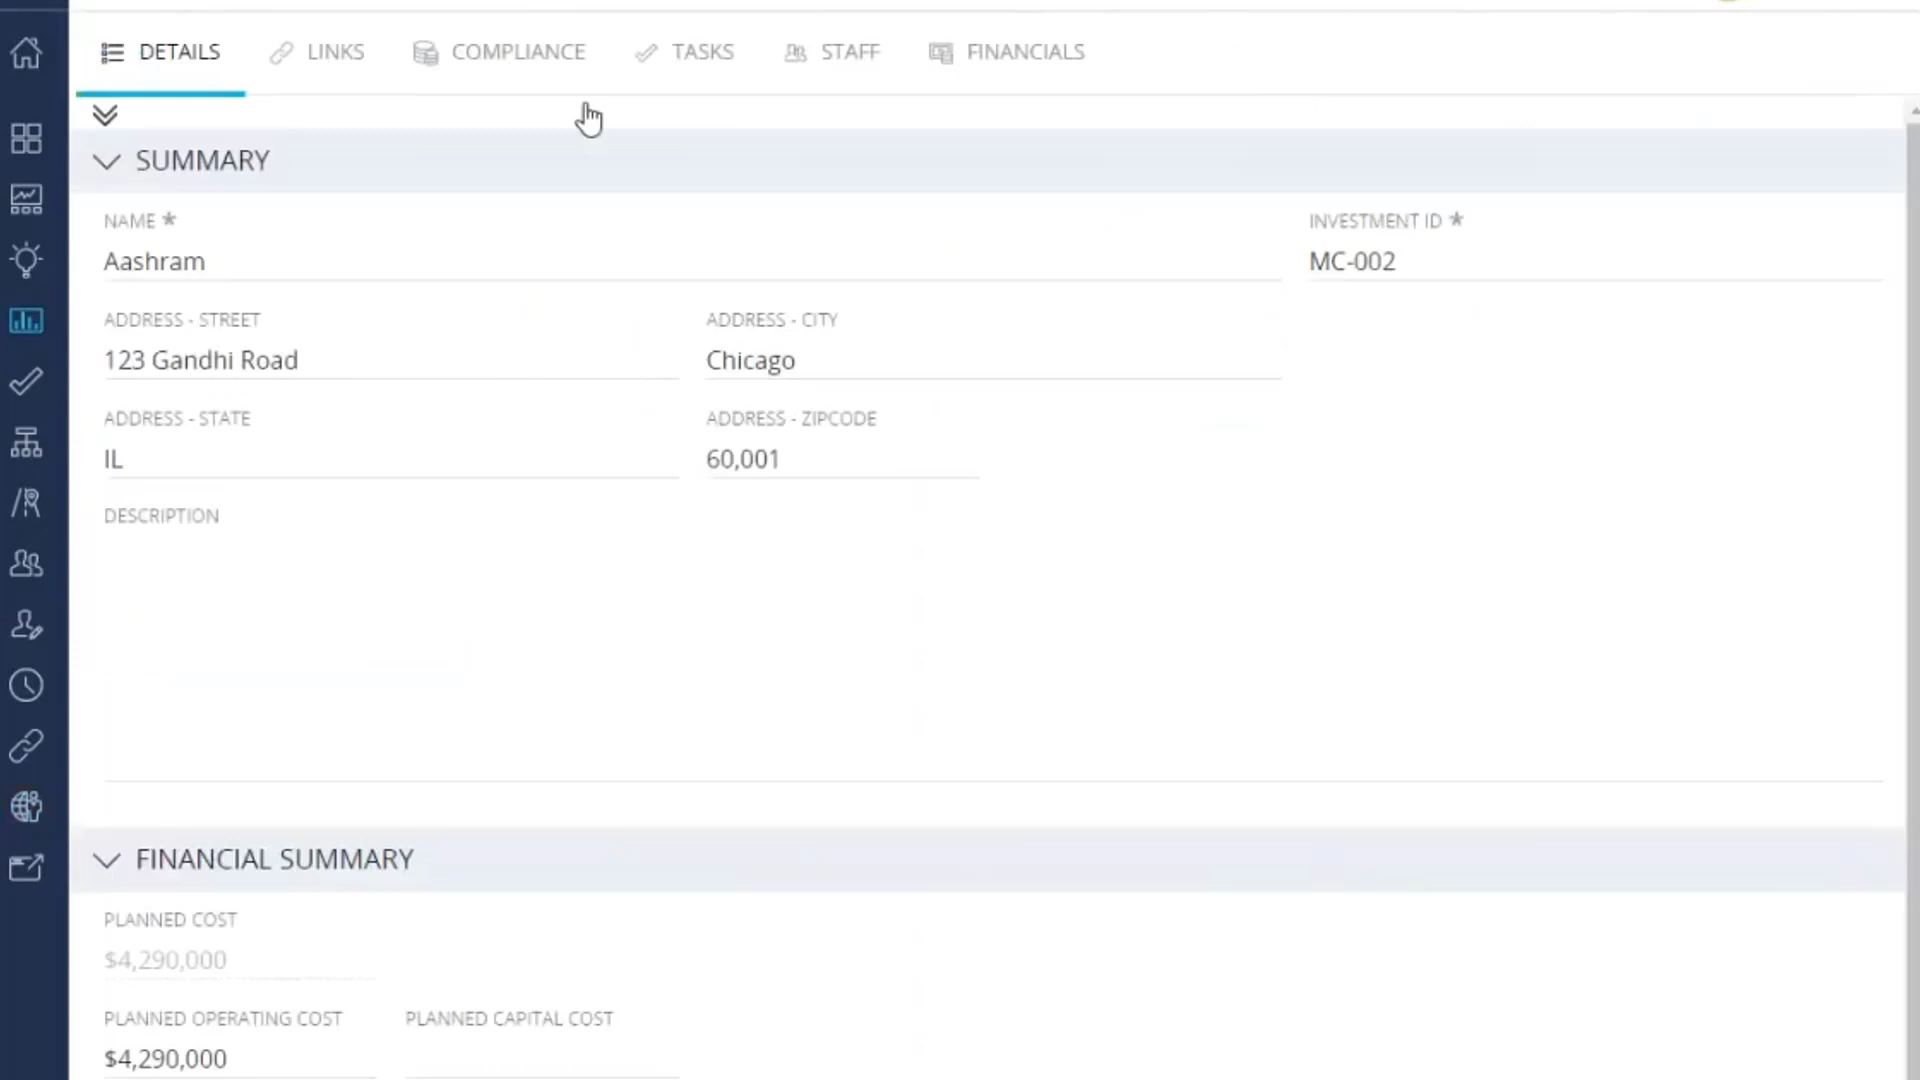 DETAILS LINKS COMPLIANCE TASKS STAFF FINANCIALS
SUMMARY
NAME * INVESTMENT ID *
Aashram MC-002
ADDRESS - STREET ADDRESS - CITY
123 Gandhi Road Chicago
ADDRESS - STATE ADDRESS - ZIPCODE
IL 60,001
DESCRIPTION
FINANCIAL SUMMARY
PLANNED COST
$4,290,000
PLANNED OPERATING COST PLANNED CAPITAL COST
$4,290,000